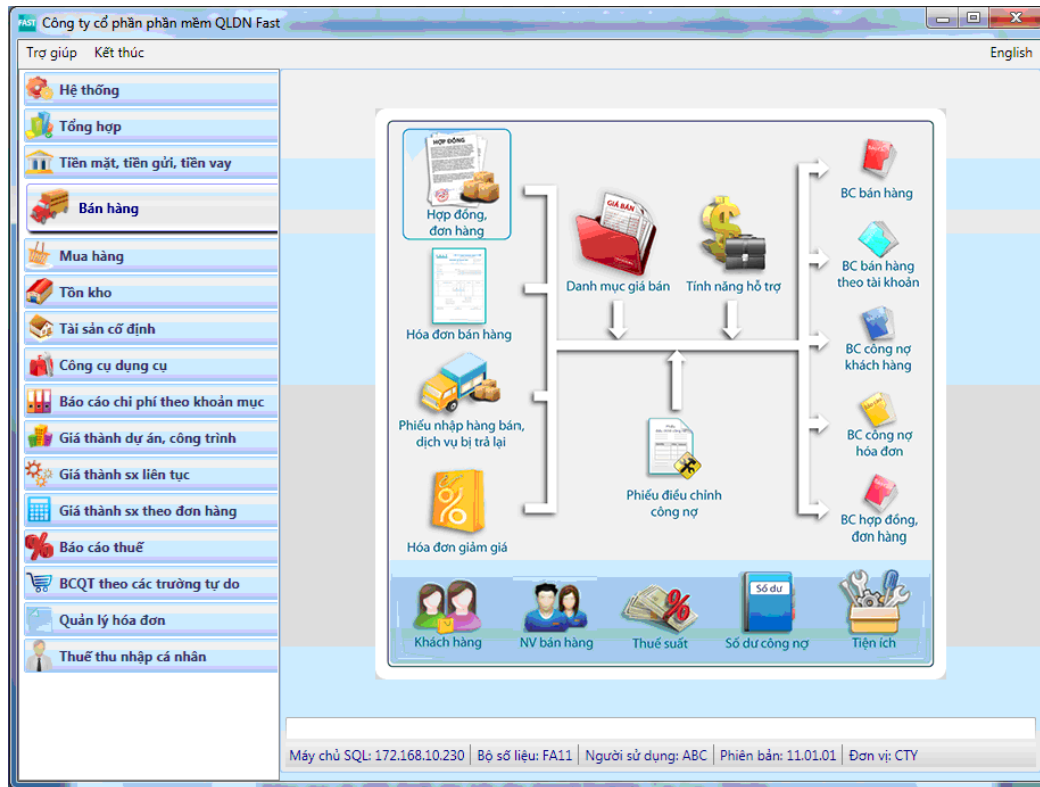 FAST Công ty cổ phần phần mềm QLDN Fast
Trợ giúp Kết thúc English
Hệ thống
Tổng hợp
Tiền mặt, tiền gửi, tiền vay
Bán hàng
Mua hàng
Tồn kho
Tài sản cố định
Công cụ dụng cụ
Báo cáo chi phí theo khoản mục
Giá thành dự án, công trình
Giá thành sx liên tục
Giá thành sx theo đơn hàng
Báo cáo thuế
BCQT theo các trường tự do
Quản lý hóa đơn
Thuế thu nhập cá nhân
HỢP ĐỒNG
Hợp đồng,
đơn hàng
Hóa đơn bán hàng
Phiếu nhập hàng bán,
dịch vụ bị trả lại
Hóa đơn giảm giá
GIÁ BÁN
Danh mục giá bán
Tính năng hỗ trợ
Phiếu điều chỉnh
công nợ
BC bán hàng
BC bán hàng
theo tài khoản
BC công nợ
khách hàng
BC công nợ
hóa đơn
BC hợp đồng,
đơn hàng
Khách hàng
NV bán hàng
Thuế suất
Số dư
Số dư công nợ
Tiện ích
Máy chủ SQL: 172.168.10.230 Bộ số liệu: FA11 Người sử dụng: ABC Phiên bản: 11.01.01 Đơn vị: CTY